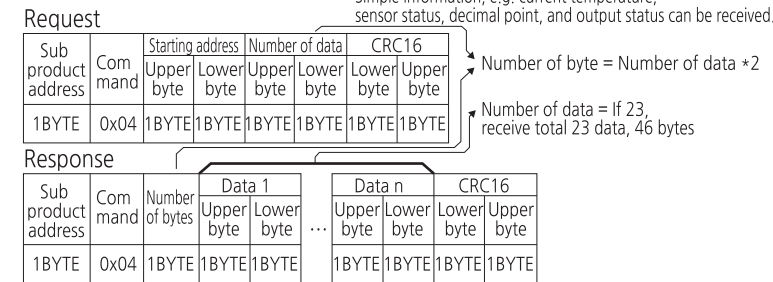 simple information, e.g. current temperature,
sensor status, decimal point, and output status can be received.
Request
Sub product address
Com mand
Starting address
Number of data
CRC16
Upper byte
Lower byte
Upper byte
Lower byte
Lower byte
Upper byte
1BYTE 0x04 1BYTE 1BYTE 1BYTE 1BYTE 1BYTE 1BYTE
Number of byte = Number of data *2
Number of data = If 23,
receive total 23 data, 46 bytes
Response
Sub product address
Com mand
Number of bytes
Data 1
Data n
CRC16
Upper byte
Lower byte
...
Upper byte
Lower byte
Lower byte
Upper byte
1BYTE 0x04 1BYTE 1BYTE 1BYTE 1BYTE 1BYTE 1BYTE 1BYTE